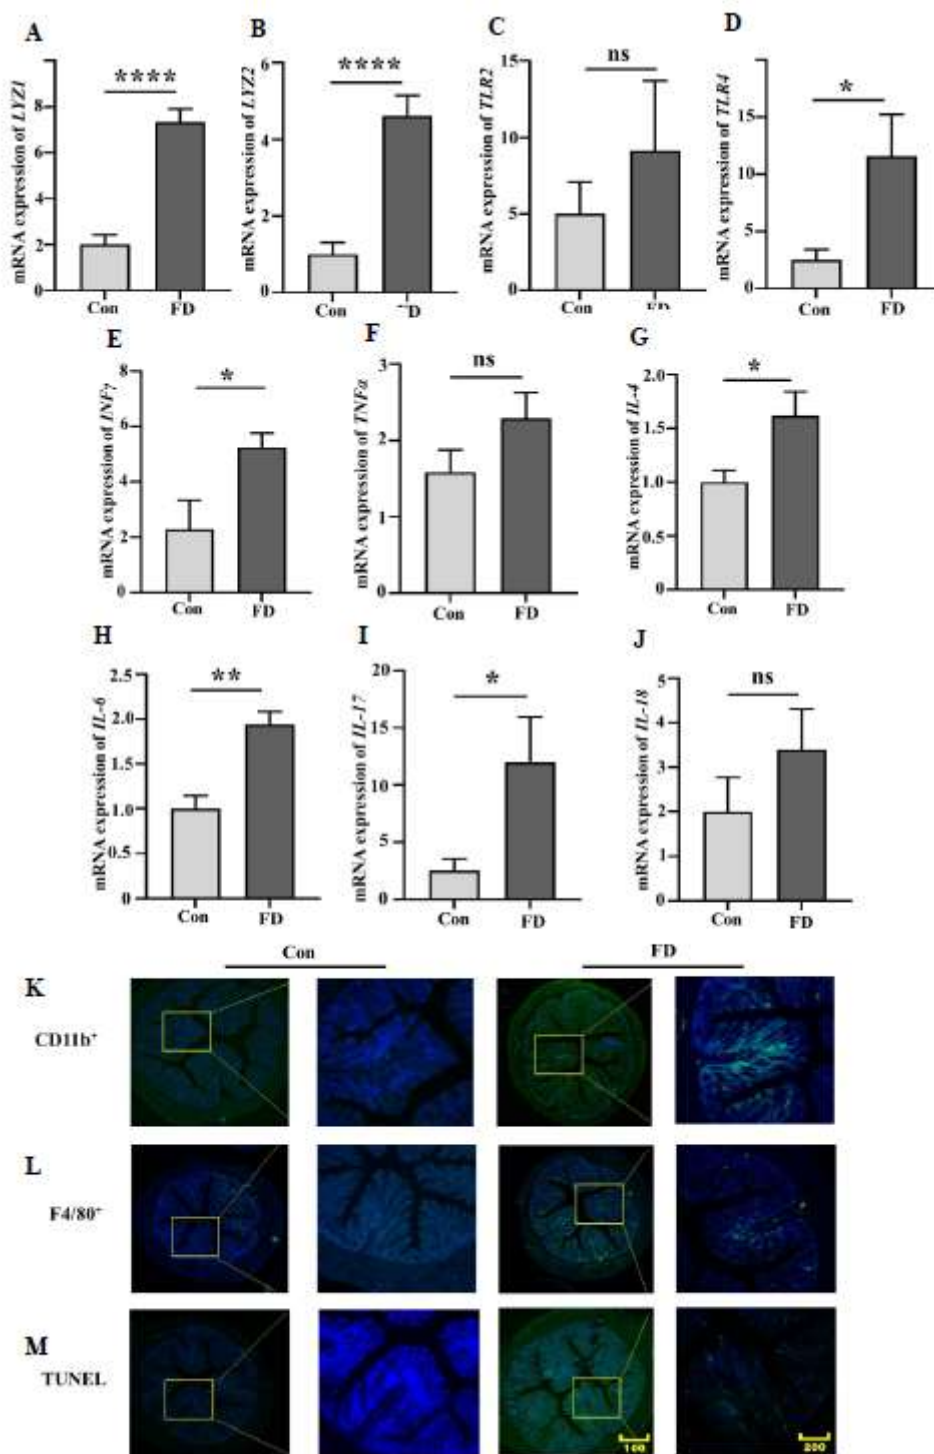 A
mRNA expression of LYZ1
8
6
4
2
0
****
Con
FD
B
mRNA expression of LYZ2
6
4
2
0
****
Con
C
mRNA expression of TLR2
15
10
5
0
ns
Con
FD
D
mRNA expression of TLR4
15
10
5
0
*
Con
FD
E
mRNA expression of INFγ
8
6
4
2
0
*
Con
FD
F
mRNA expression of TNFα
3
2
1
0
ns
Con
FD
G
mRNA expression of IL-4
2.0
1.5
1.0
0.5
0
*
Con
FD
H
mRNA expression of IL-6
2.5
2.0
1.5
1.0
0.5
0
**
Con
FD
I
mRNA expression of IL-17
20
15
10
5
0
*
Con
FD
J
mRNA expression of IL-18
5
4
3
2
1
0
ns
Con
FD
Con
FD
K
CD11b⁺
L
F4/80⁺
M
TUNEL
100
200